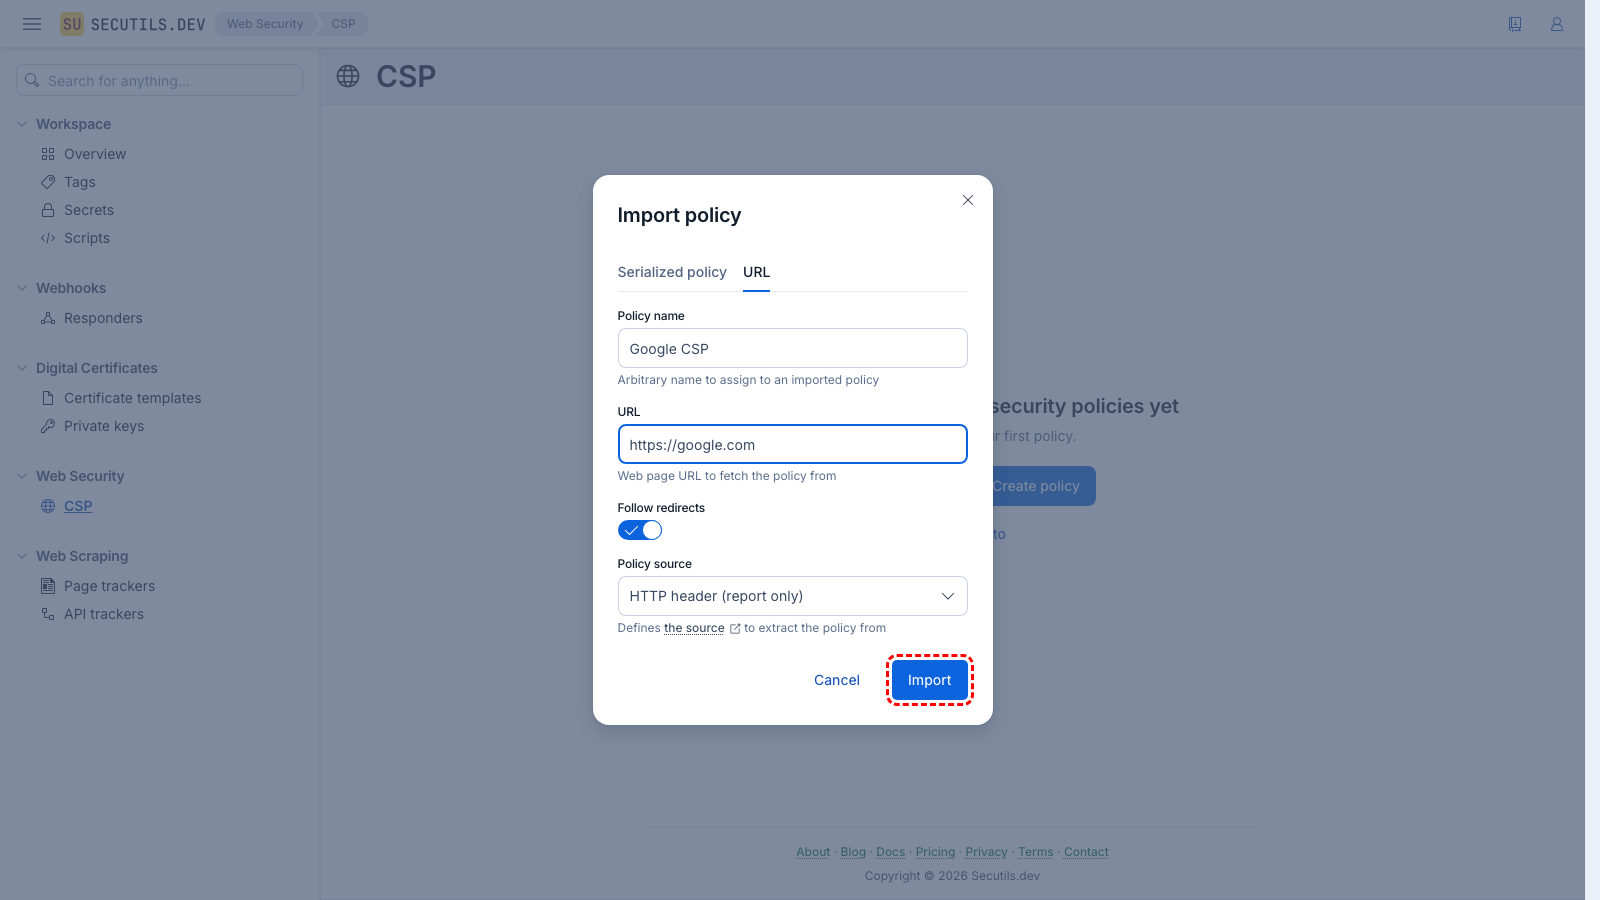 SU SECUTILS.DEV Web Security CSP
Search for anything...
CSP
Workspace
Overview
Tags
Secrets
Scripts
Webhooks
Responders
Digital Certificates
Certificate templates
Private keys
Web Security
CSP
Web Scraping
Page trackers
API trackers
Import policy
Serialized policy URL
Policy name
Google CSP
Arbitrary name to assign to an imported policy
URL
https://google.com
Web page URL to fetch the policy from
Follow redirects
Policy source
HTTP header (report only)
Defines the source to extract the policy from
Cancel Import
security policies yet
r first policy.
Create policy
to
About · Blog · Docs · Pricing · Privacy · Terms · Contact
Copyright © 2026 Secutils.dev